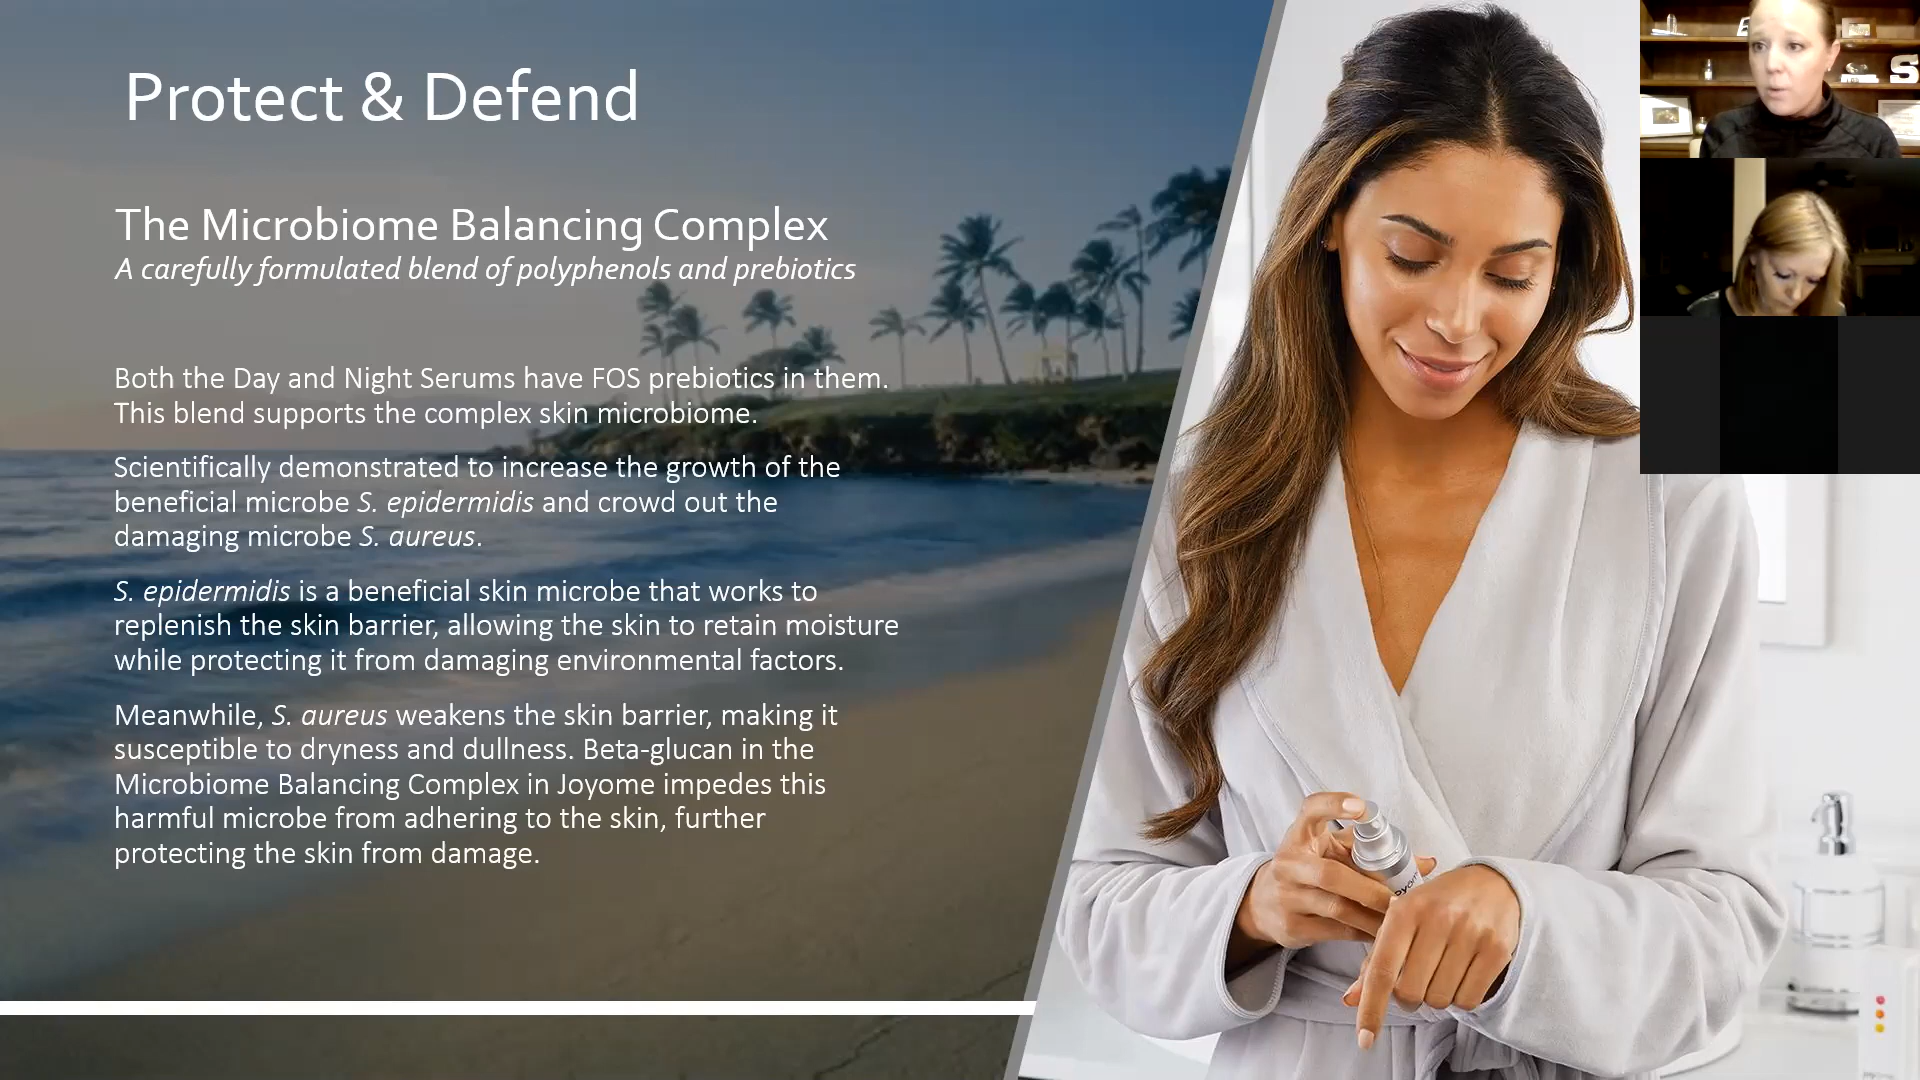 Protect & Defend
The Microbiome Balancing Complex
A carefully formulated blend of polyphenols and prebiotics
Both the Day and Night Serums have FOS prebiotics in them.
This blend supports the complex skin microbiome.
Scientifically demonstrated to increase the growth of the
beneficial microbe S. epidermidis and crowd out the
damaging microbe S. aureus.
S. epidermidis is a beneficial skin microbe that works to
replenish the skin barrier, allowing the skin to retain moisture
while protecting it from damaging environmental factors.
Meanwhile, S. aureus weakens the skin barrier, making it
susceptible to dryness and dullness. Beta-glucan in the
Microbiome Balancing Complex in Joyome impedes this
harmful microbe from adhering to the skin, further
protecting the skin from damage.
S